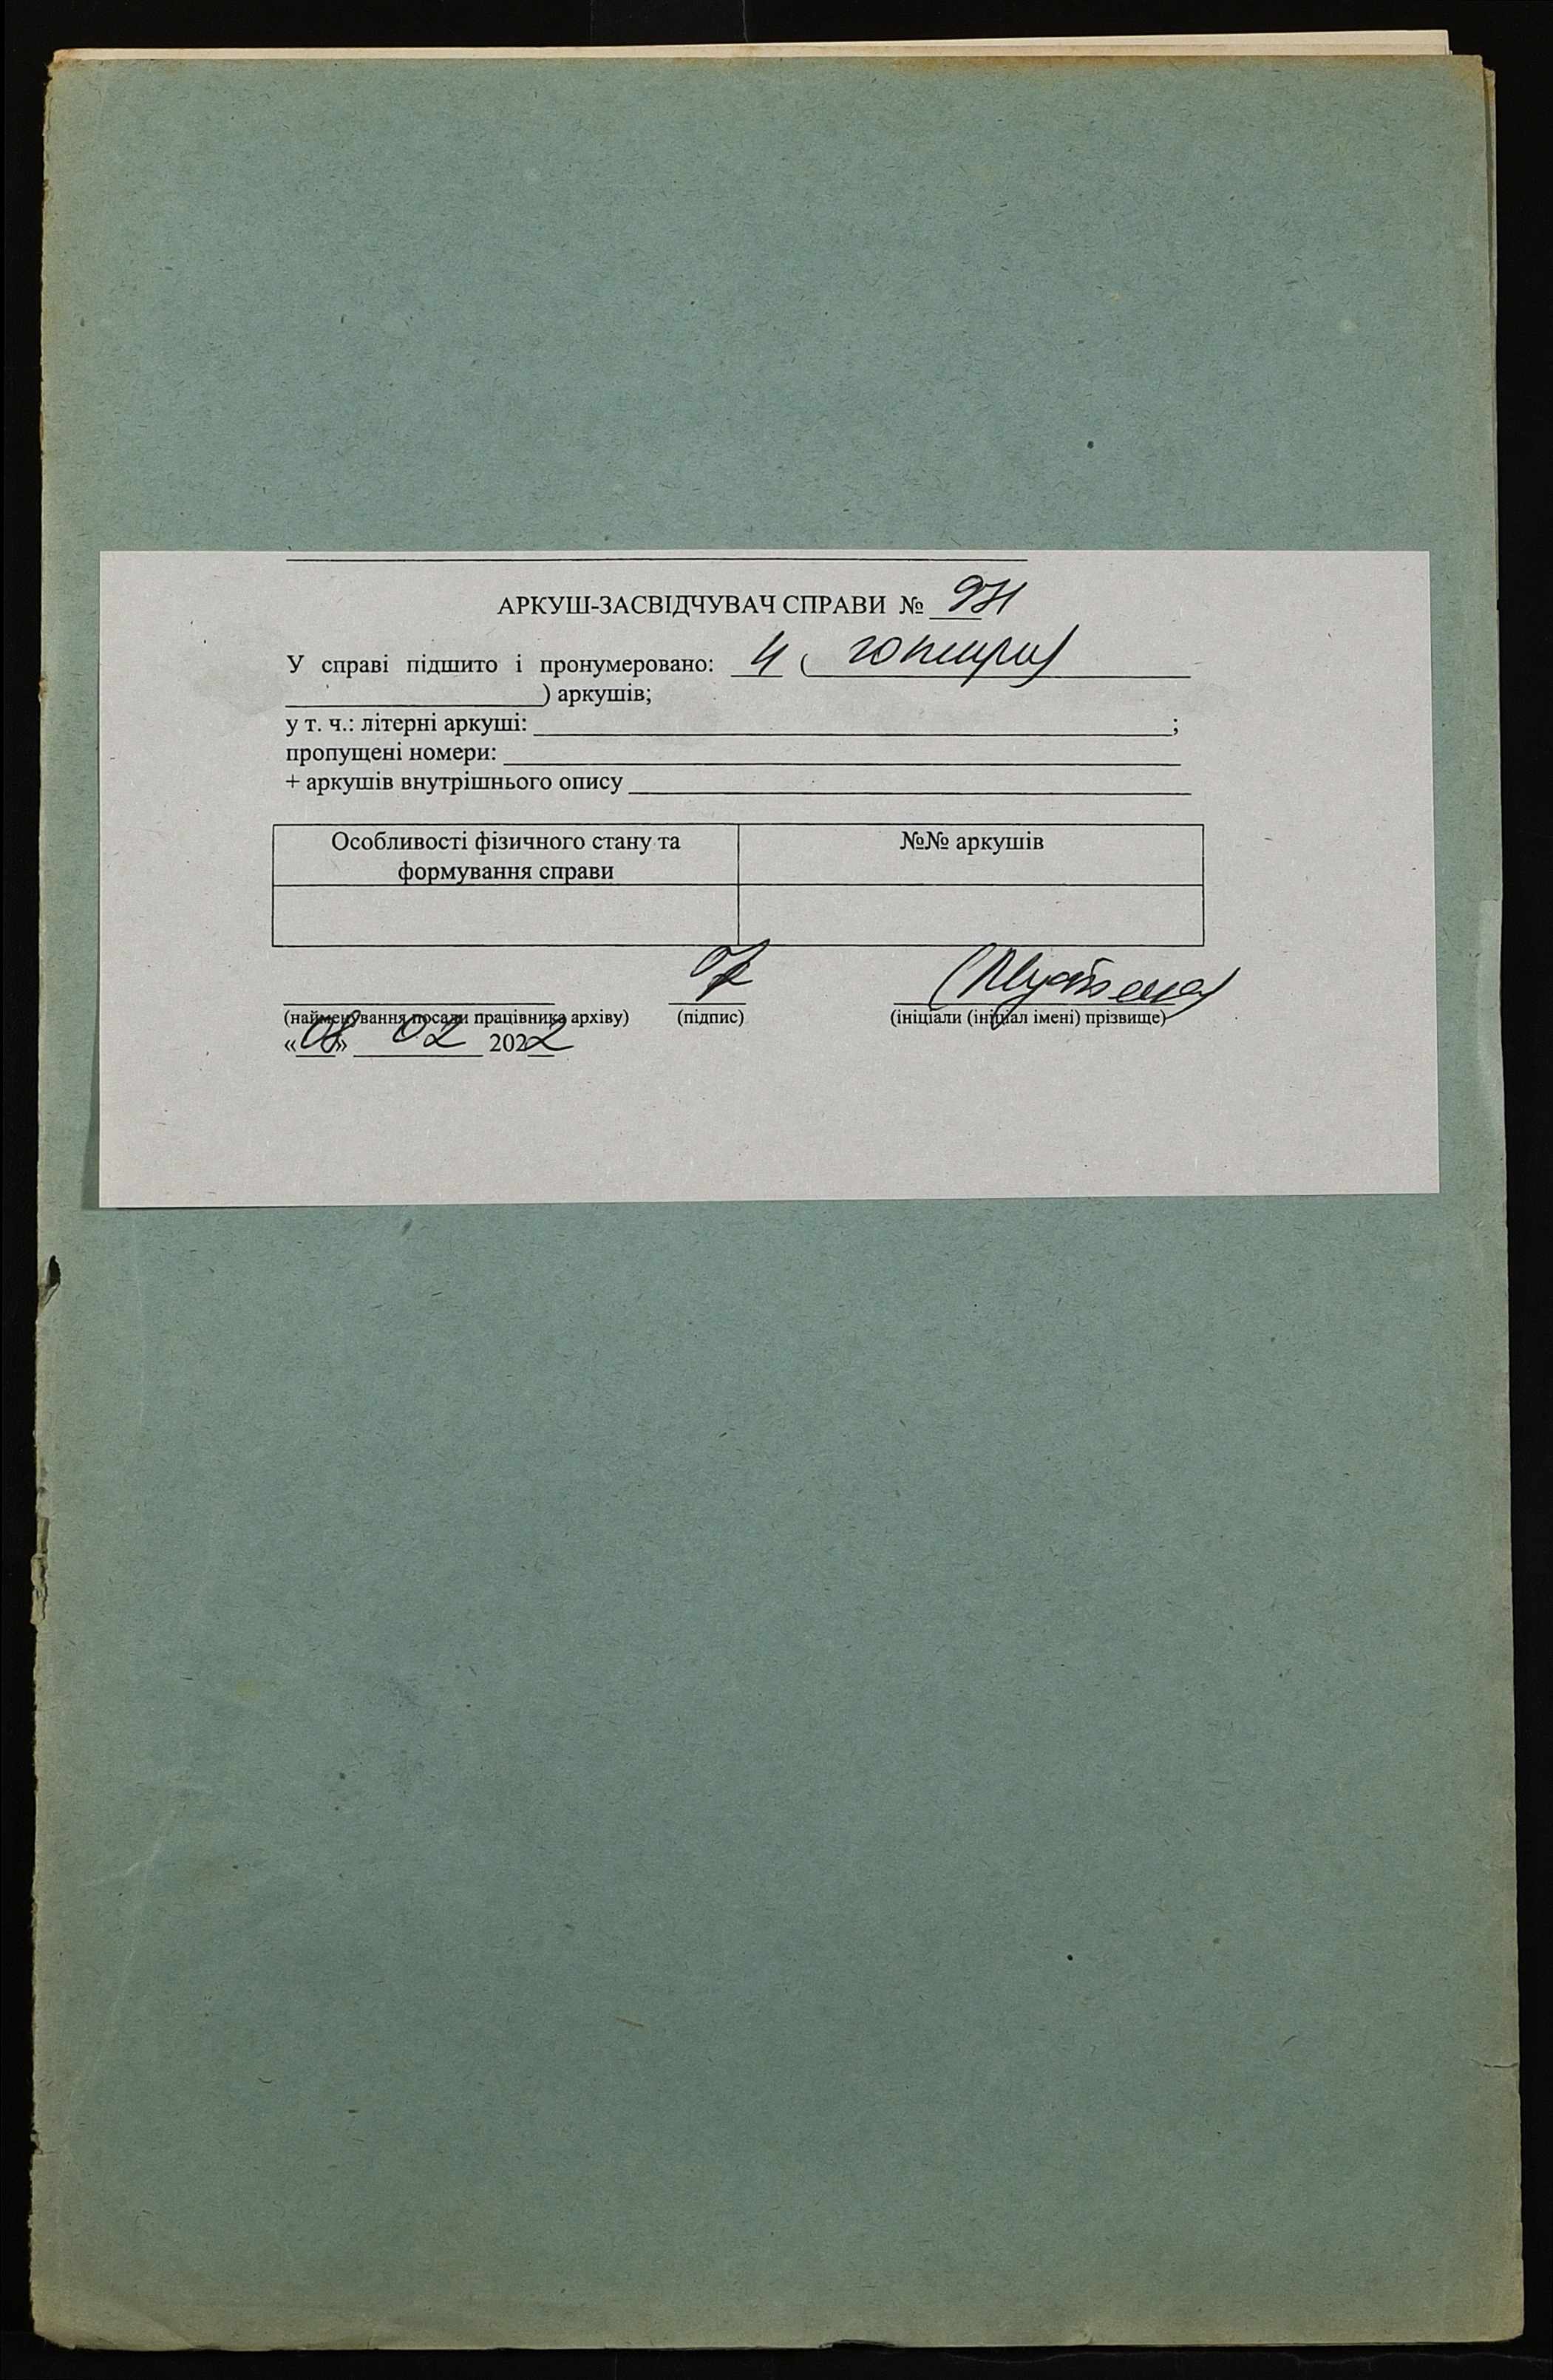 АРКУШ-ЗАСВІДЧУВАЧ СПРАВИ №
У справі підшито і пронумеровано: 4 ( чотири)
) аркушів;
у т. ч.: літерні аркуші: ;
пропущені номери:
+ аркушів внутрішнього опису
Особливості фізичного стану та формування справи
№№ аркушів
(найменування посади працівника архіву) (підпис) (ініціали (ініціал імені) прізвище)
«08» 02 2022